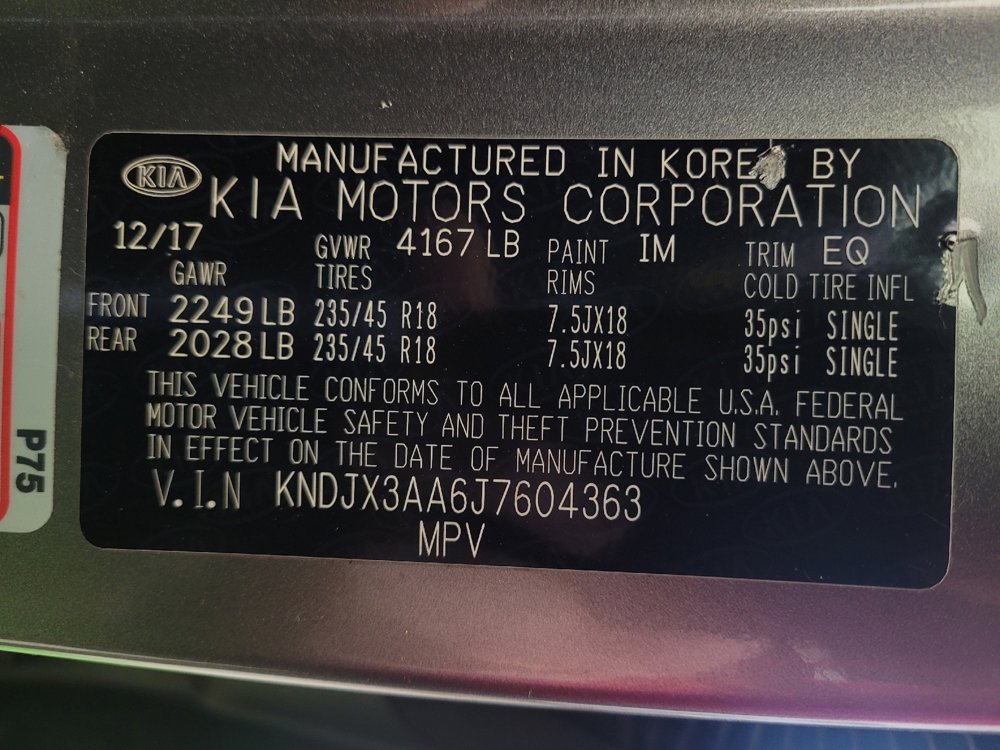 KIA
MANUFACTURED IN KOREA BY
KIA MOTORS CORPORATION
12/17 GVWR 4167 LB PAINT IM TRIM EQ
GAWR TIRES RIMS COLD TIRE INFL
FRONT 2249 LB 235/45 R18 7.5JX18 35psi SINGLE
REAR 2028 LB 235/45 R18 7.5JX18 35psi SINGLE
THIS VEHICLE CONFORMS TO ALL APPLICABLE U.S.A. FEDERAL
MOTOR VEHICLE SAFETY AND THEFT PREVENTION STANDARDS
IN EFFECT ON THE DATE OF MANUFACTURE SHOWN ABOVE.
V.I.N KNDJX3AA6J7604363
MPV
P75